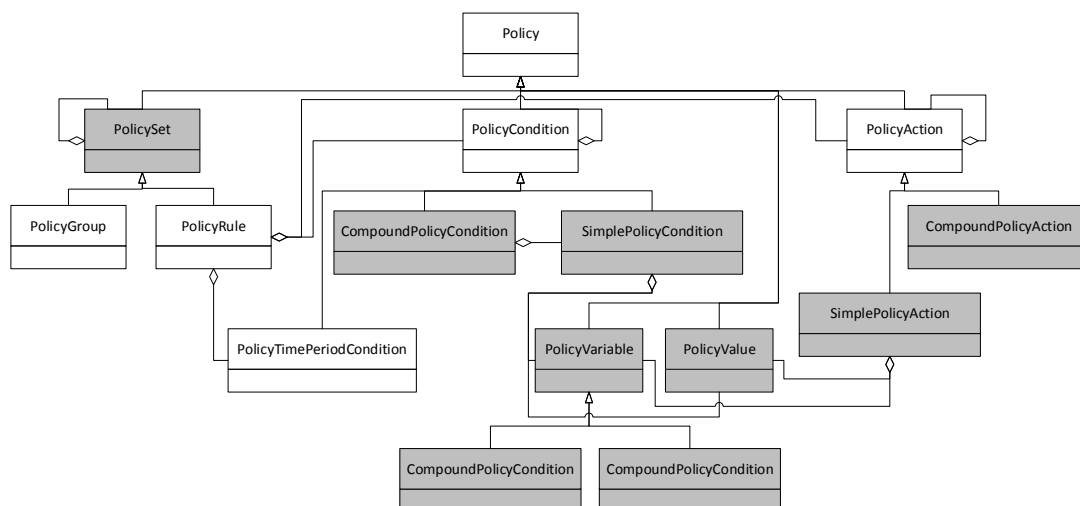 Policy
PolicySet
PolicyCondition
PolicyAction
PolicyGroup
PolicyRule
CompoundPolicyCondition
SimplePolicyCondition
CompoundPolicyAction
SimplePolicyAction
PolicyTimePeriodCondition
PolicyVariable
PolicyValue
CompoundPolicyCondition
CompoundPolicyCondition